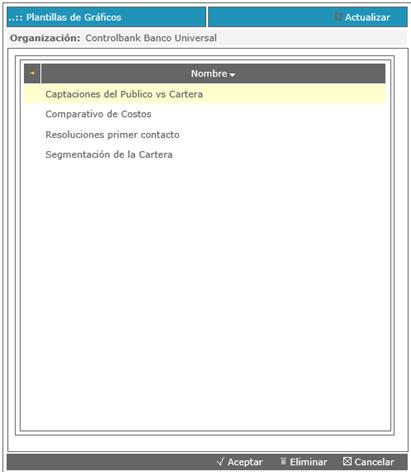 ..:: Plantillas de Gráficos
Actualizar
Organización: Controlbank Banco Universal
Nombre
Captaciones del Publico vs Cartera
Comparativo de Costos
Resoluciones primer contacto
Segmentación de la Cartera
Aceptar Eliminar Cancelar